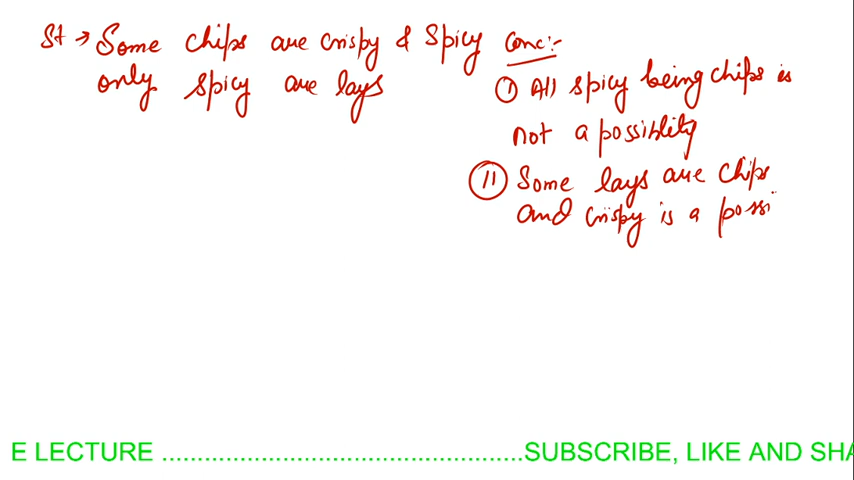 St → Some chips are crispy & Spicy
only spicy are lays
Conc:-
I All spicy being chips is
not a possiblity
II Some lays are chips
and crispy is a possi
E LECTURE ..................................................SUBSCRIBE, LIKE AND SHA